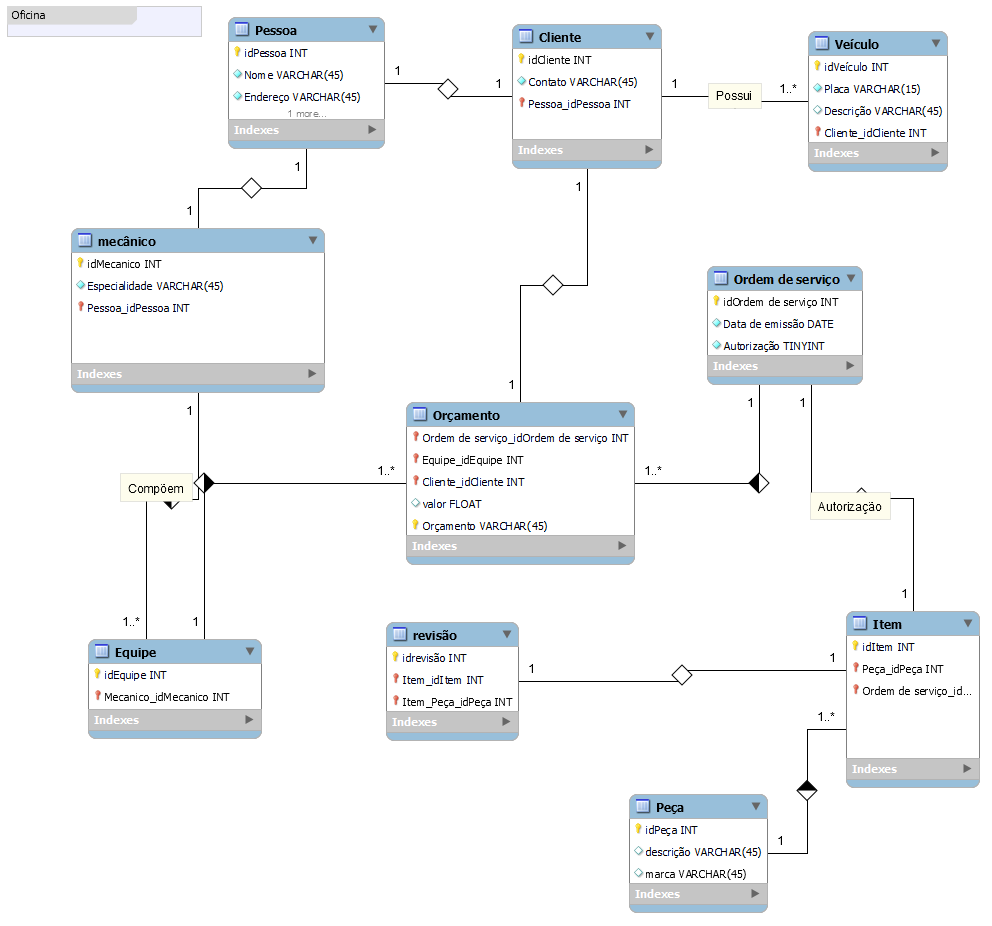 Oficina
Pessoa
idPessoa INT
Nome VARCHAR(45)
Endereço VARCHAR(45)
1 more...
Indexes
1
1
Cliente
idCliente INT
Contato VARCHAR(45)
Pessoa_idPessoa INT
Indexes
1
Possui
1..*
Veículo
idVeículo INT
Placa VARCHAR(15)
Descrição VARCHAR(45)
Cliente_idCliente INT
Indexes
1
1
mecânico
idMecanico INT
Especialidade VARCHAR(45)
Pessoa_idPessoa INT
Indexes
1
1
Ordem de serviço
idOrdem de serviço INT
Data de emissão DATE
Autorização TINYINT
Indexes
1
1
Orçamento
Ordem de serviço_idOrdem de serviço INT
Equipe_idEquipe INT
Cliente_idCliente INT
valor FLOAT
Orçamento VARCHAR(45)
Indexes
1
1..*
1..*
Compõem
Autorização
1
1..*
1
Equipe
idEquipe INT
Mecanico_idMecanico INT
Indexes
revisão
idrevisão INT
Item_idItem INT
Item_Peça_idPeça INT
Indexes
1
1
Item
idItem INT
Peça_idPeça INT
Ordem de serviço_id...
Indexes
1..*
Peça
idPeça INT
descrição VARCHAR(45)
marca VARCHAR(45)
Indexes
1